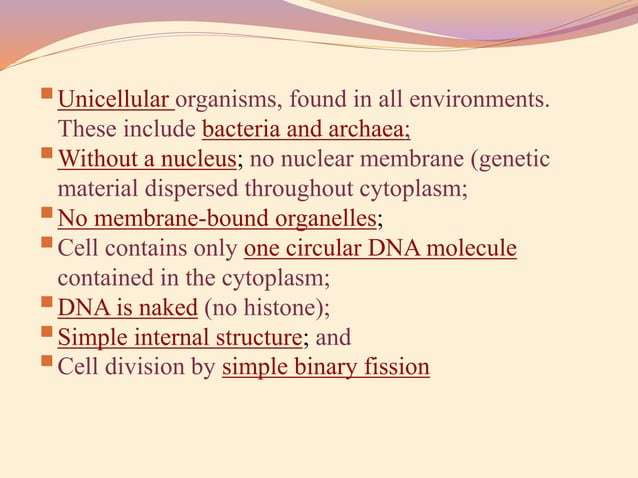 Unicellular organisms, found in all environments.
These include bacteria and archaea;
Without a nucleus; no nuclear membrane (genetic
material dispersed throughout cytoplasm;
No membrane-bound organelles;
Cell contains only one circular DNA molecule
contained in the cytoplasm;
DNA is naked (no histone);
Simple internal structure; and
Cell division by simple binary fission